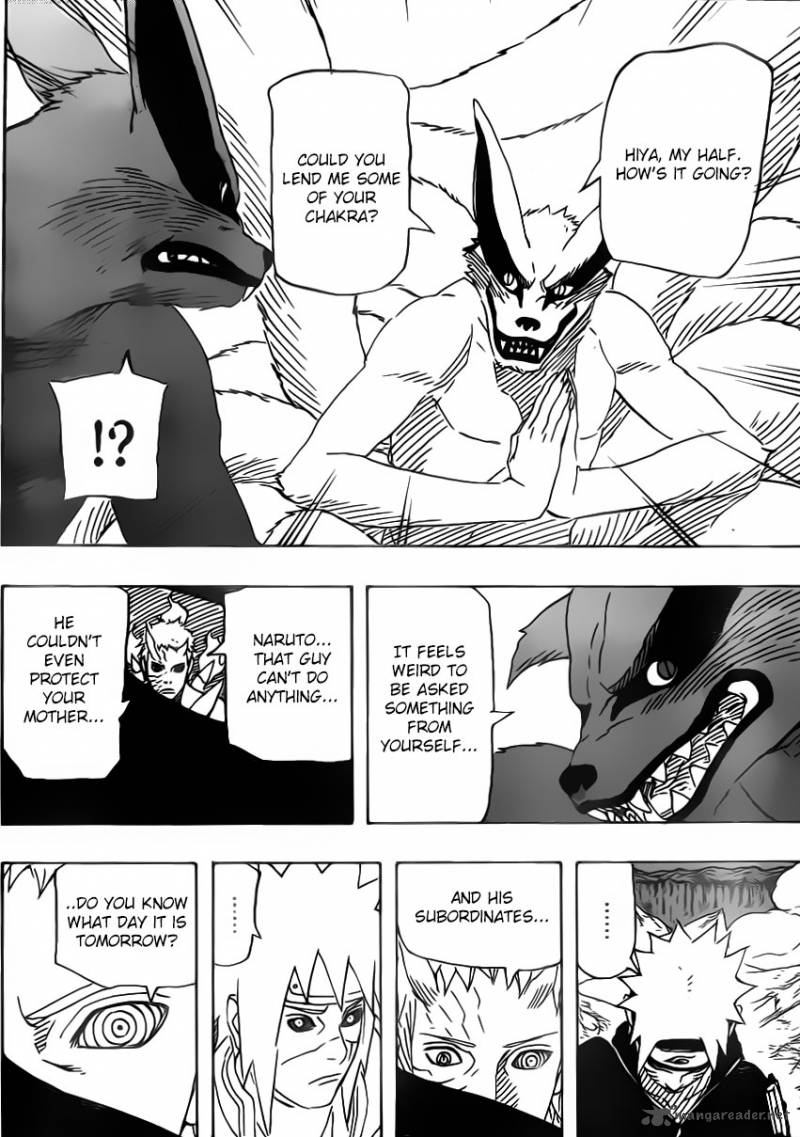 HIYA, MY HALF.
HOW'S IT GOING?
COULD YOU
LEND ME SOME
OF YOUR
CHAKRA?
!?
IT FEELS
WEIRD TO
BE ASKED
SOMETHING
FROM
YOURSELF...
NARUTO...
THAT GUY
CAN'T DO
ANYTHING...
HE
COULDN'T
EVEN
PROTECT
YOUR
MOTHER...
........
AND HIS
SUBORDINATES...
........
..DO YOU KNOW
WHAT DAY IT IS
TOMORROW?
mangareader.net